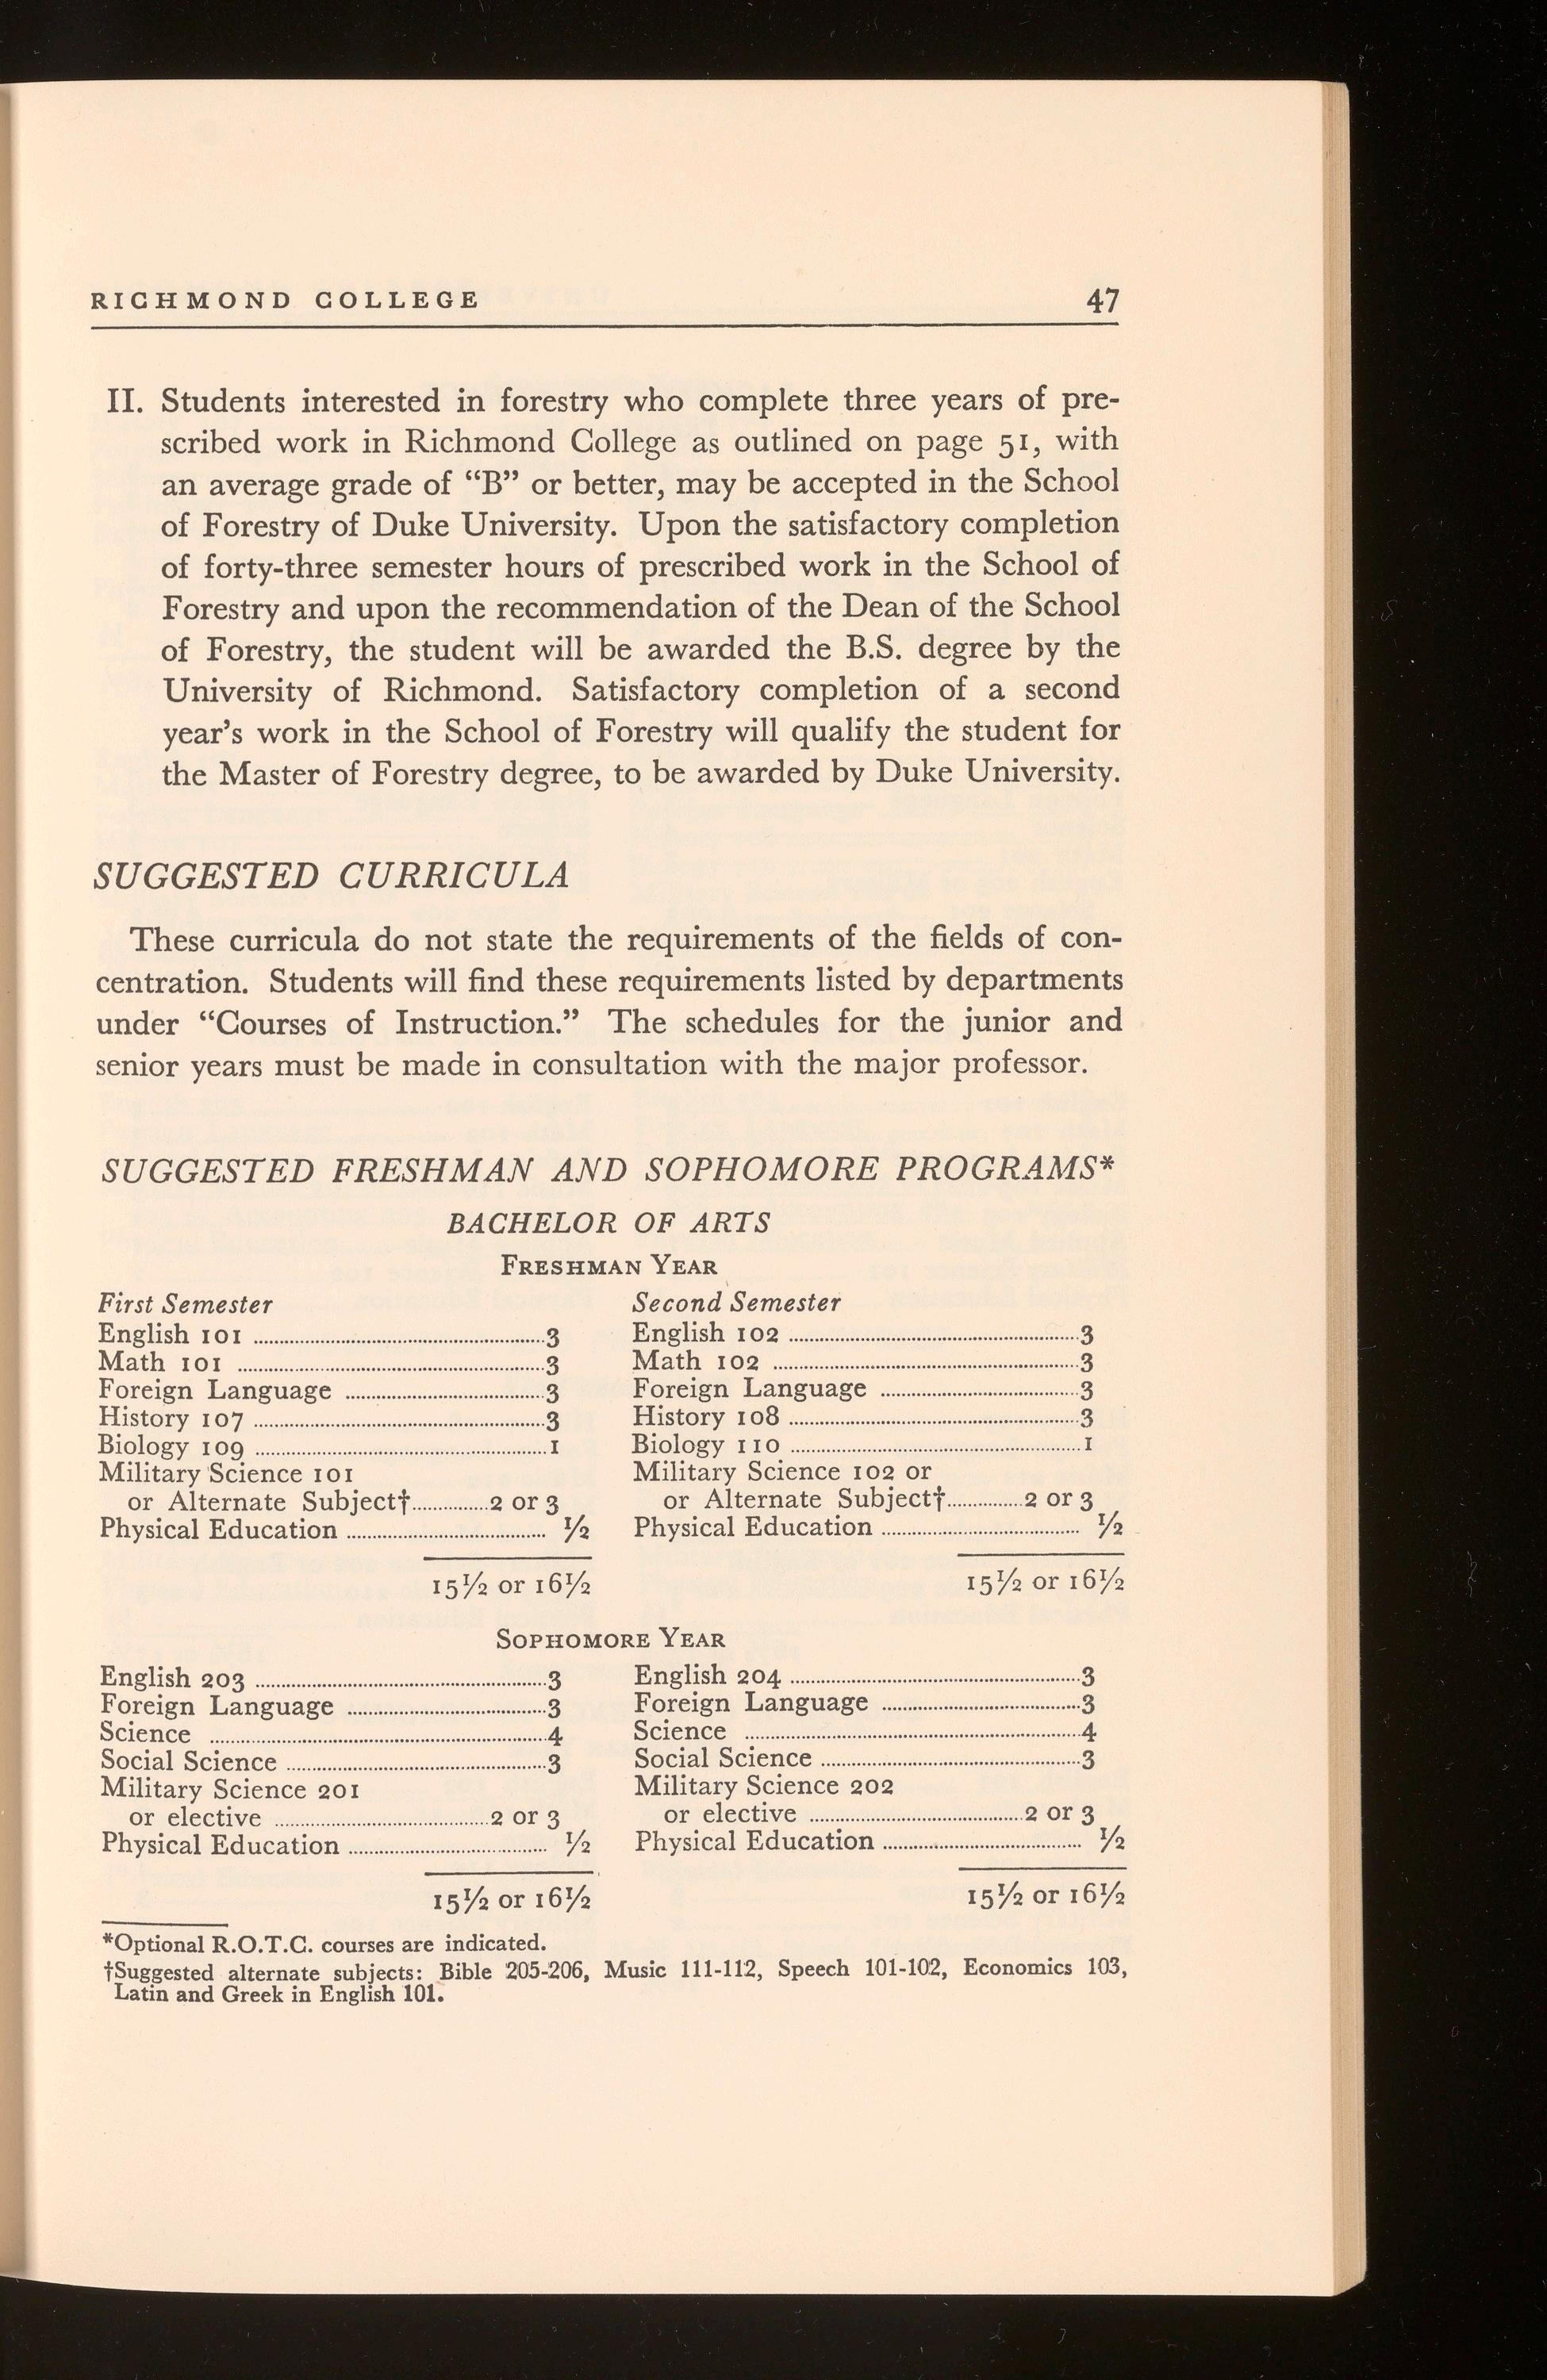 RICHMOND COLLEGE 47
II. Students interested in forestry who complete three years of pre-
scribed work in Richmond College as outlined on page 51, with
an average grade of “B” or better, may be accepted in the School
of Forestry of Duke University. Upon the satisfactory completion
of forty-three semester hours of prescribed work in the School of
Forestry and upon the recommendation of the Dean of the School
of Forestry, the student will be awarded the B.S. degree by the
University of Richmond. Satisfactory completion of a second
year’s work in the School of Forestry will qualify the student for
the Master of Forestry degree, to be awarded by Duke University.
SUGGESTED CURRICULA
These curricula do not state the requirements of the fields of con-
centration. Students will find these requirements listed by departments
under “Courses of Instruction.” The schedules for the junior and
senior years must be made in consultation with the major professor.
SUGGESTED FRESHMAN AND SOPHOMORE PROGRAMS*
BACHELOR OF ARTS
FRESHMAN YEAR
First Semester
English 101 ........ 3
Math 101 ........ 3
Foreign Language ........ 3
History 107 ........ 3
Biology 109 ........ 1
Military Science 101
or Alternate Subject† ........ 2 or 3
Physical Education ........ ½
15½ or 16½
Second Semester
English 102 ........ 3
Math 102 ........ 3
Foreign Language ........ 3
History 108 ........ 3
Biology 110 ........ 1
Military Science 102 or
or Alternate Subject† ........ 2 or 3
Physical Education ........ ½
15½ or 16½
SOPHOMORE YEAR
English 203 ........ 3
Foreign Language ........ 3
Science ........ 4
Social Science ........ 3
Military Science 201
or elective ........ 2 or 3
Physical Education ........ ½
15½ or 16½
English 204 ........ 3
Foreign Language ........ 3
Science ........ 4
Social Science ........ 3
Military Science 202
or elective ........ 2 or 3
Physical Education ........ ½
15½ or 16½
*Optional R.O.T.C. courses are indicated.
†Suggested alternate subjects: Bible 205-206, Music 111-112, Speech 101-102, Economics 103,
Latin and Greek in English 101.